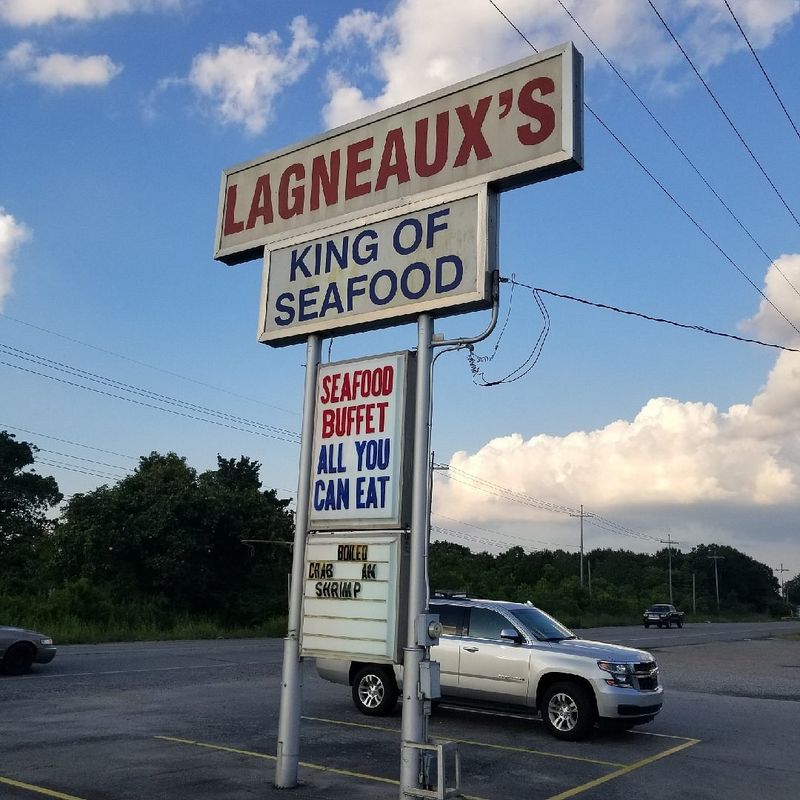 LAGNEAUX'S
KING OF
SEAFOOD
SEAFOOD
BUFFET
ALL YOU
CAN EAT
BOILED
CRAB AN
SHRIMP